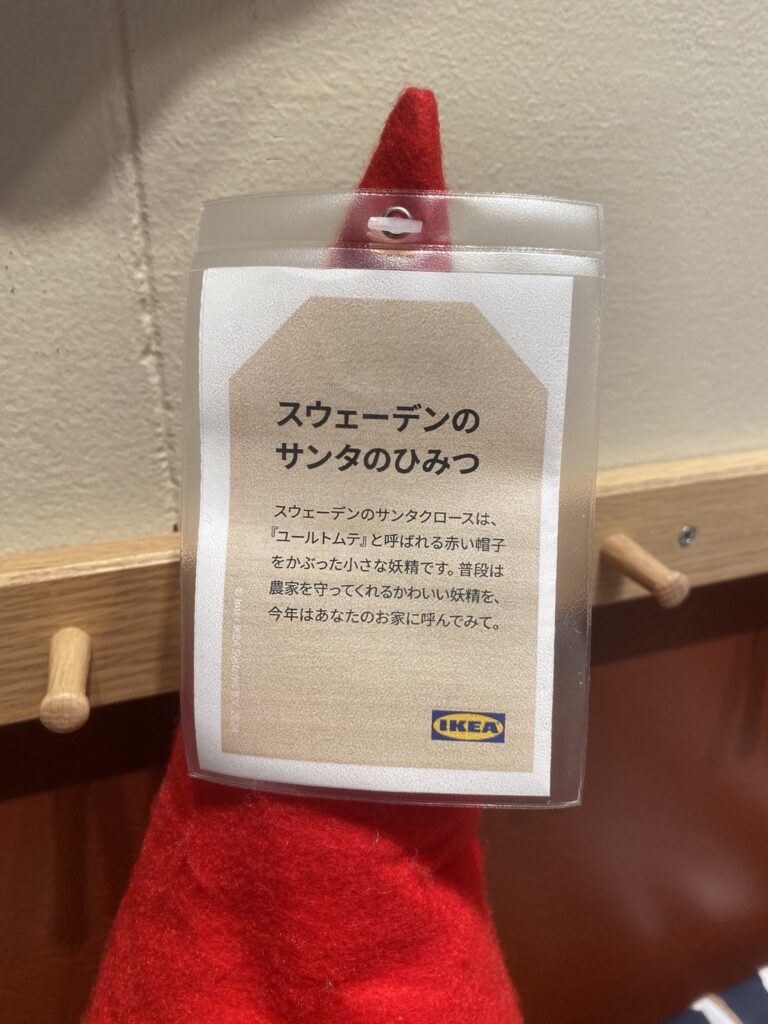 スウェーデンの
サンタのひみつ
スウェーデンのサンタクロースは、
『ユールトムテ』と呼ばれる赤い帽子
をかぶった小さな妖精です。普段は
農家を守ってくれるかわいい妖精を、
今年はあなたのお家に呼んでみて。
IKEA